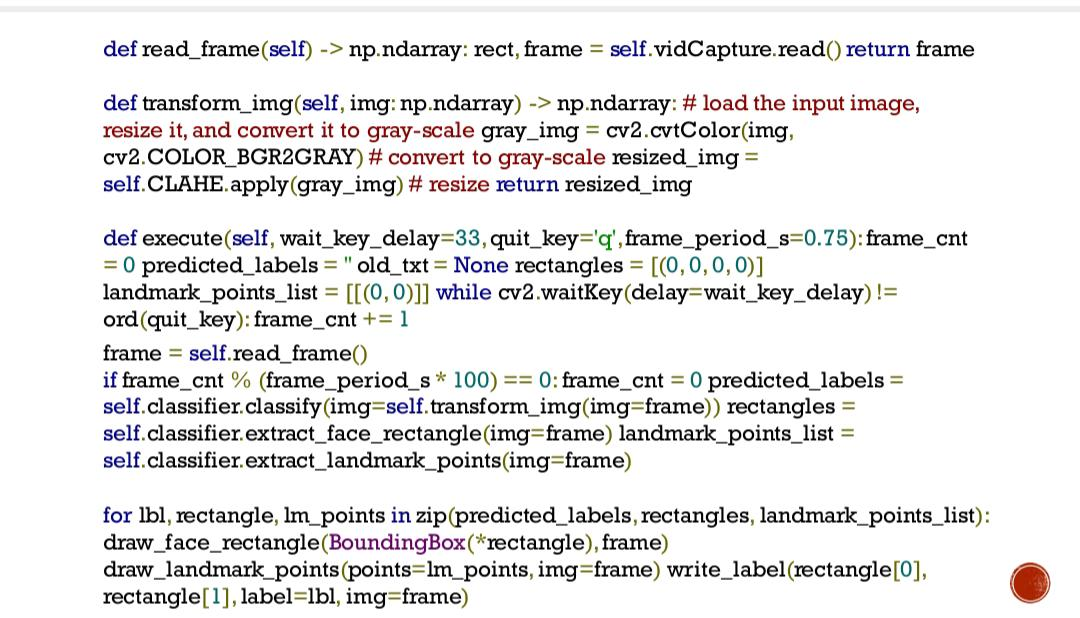 def read_frame(self) -> np.ndarray: rect, frame = self.vidCapture.read() return frame
def transform_img(self, img: np.ndarray) -> np.ndarray: # load the input image,
resize it, and convert it to gray-scale gray_img = cv2.cvtColor(img,
cv2.COLOR_BGR2GRAY) # convert to gray-scale resized_img =
self.CLAHE.apply(gray_img) # resize return resized_img
def execute(self, wait_key_delay=33, quit_key='q',frame_period_s=0.75): frame_cnt
= 0 predicted_labels = '' old_txt = None rectangles = [(0, 0, 0, 0)]
landmark_points_list = [[(0, 0)]] while cv2.waitKey(delay=wait_key_delay) !=
ord(quit_key): frame_cnt += 1
frame = self.read_frame()
if frame_cnt % (frame_period_s * 100) == 0: frame_cnt = 0 predicted_labels =
self.classifier.classify(img=self.transform_img(img=frame)) rectangles =
self.classifier.extract_face_rectangle(img=frame) landmark_points_list =
self.classifier.extract_landmark_points(img=frame)
for lbl, rectangle, lm_points in zip(predicted_labels, rectangles, landmark_points_list):
draw_face_rectangle(BoundingBox(*rectangle), frame)
draw_landmark_points(points=lm_points, img=frame) write_label(rectangle[0],
rectangle[1], label=lbl, img=frame)